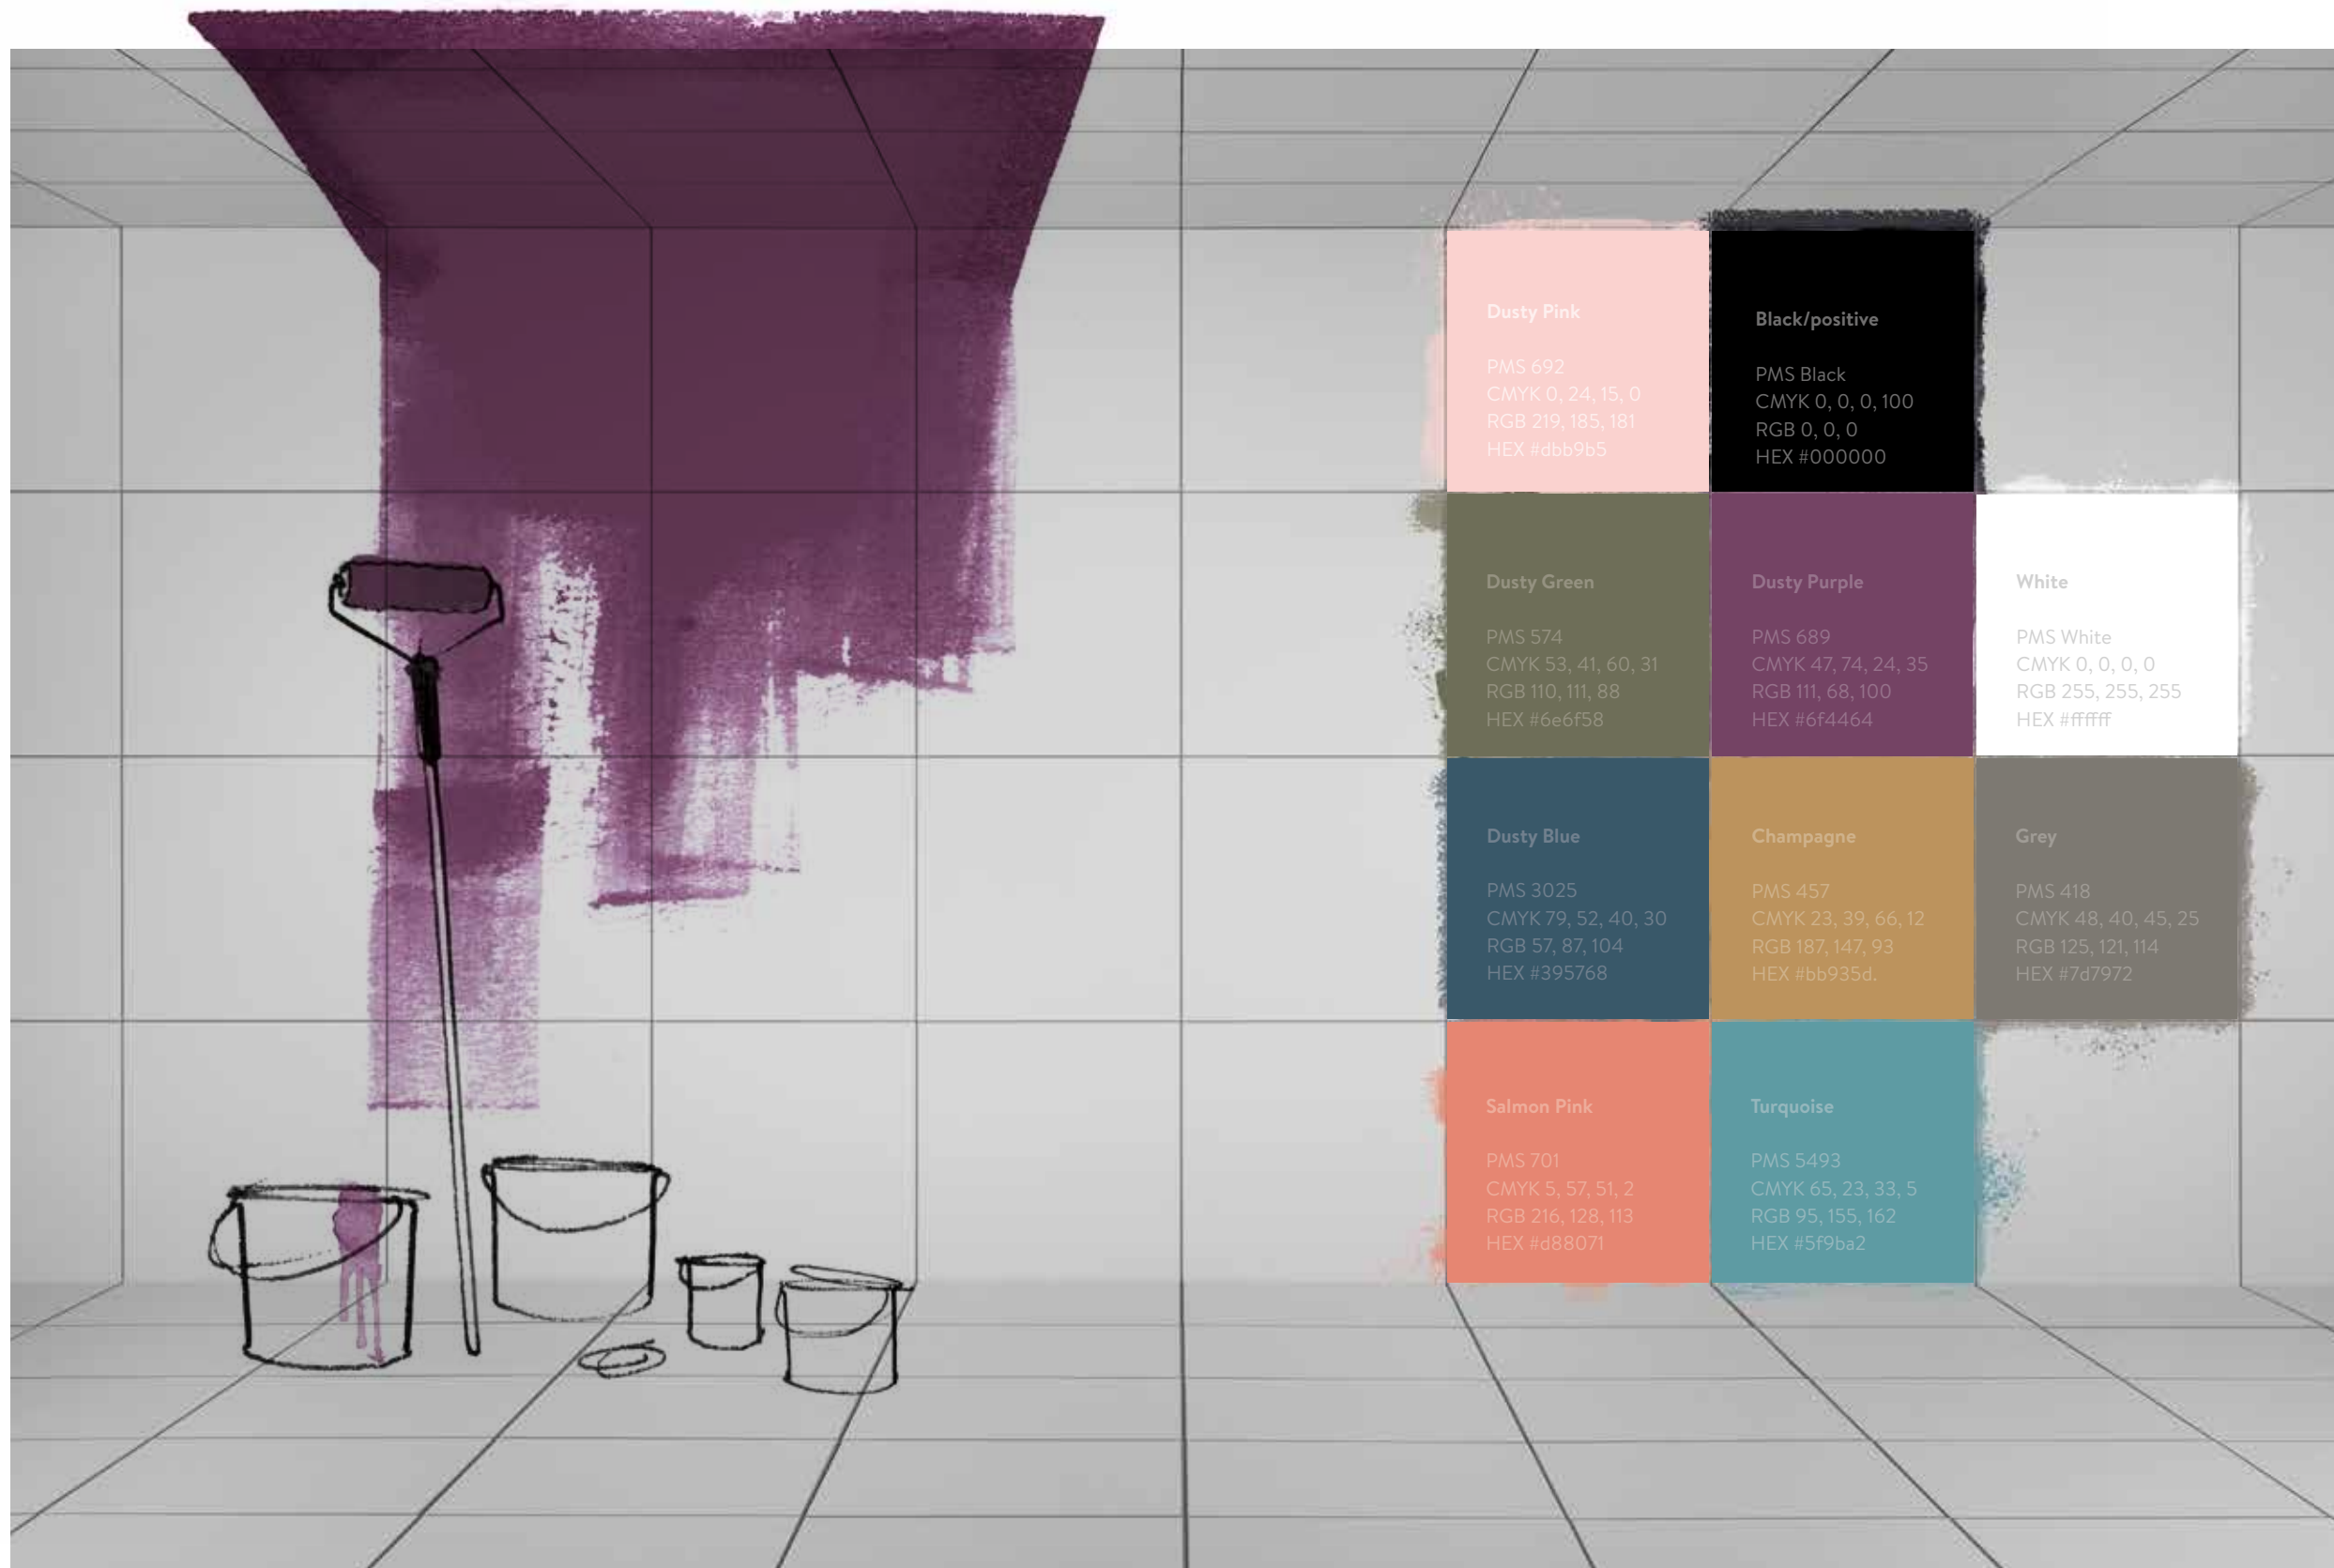 Dusty Pink
PMS 692
CMYK 0, 24, 15, 0
RGB 219, 185, 181
HEX #dbb9b5
Black/positive
PMS Black
CMYK 0, 0, 0, 100
RGB 0, 0, 0
HEX #000000
Dusty Green
PMS 574
CMYK 53, 41, 60, 31
RGB 110, 111, 88
HEX #6e6f58
Dusty Purple
PMS 689
CMYK 47, 74, 24, 35
RGB 111, 68, 100
HEX #6f4464
White
PMS White
CMYK 0, 0, 0, 0
RGB 255, 255, 255
HEX #ffffff
Dusty Blue
PMS 3025
CMYK 79, 52, 40, 30
RGB 57, 87, 104
HEX #395768
Champagne
PMS 457
CMYK 23, 39, 66, 12
RGB 187, 147, 93
HEX #bb935d.
Grey
PMS 418
CMYK 48, 40, 45, 25
RGB 125, 121, 114
HEX #7d7972
Salmon Pink
PMS 701
CMYK 5, 57, 51, 2
RGB 216, 128, 113
HEX #d88071
Turquoise
PMS 5493
CMYK 65, 23, 33, 5
RGB 95, 155, 162
HEX #5f9ba2